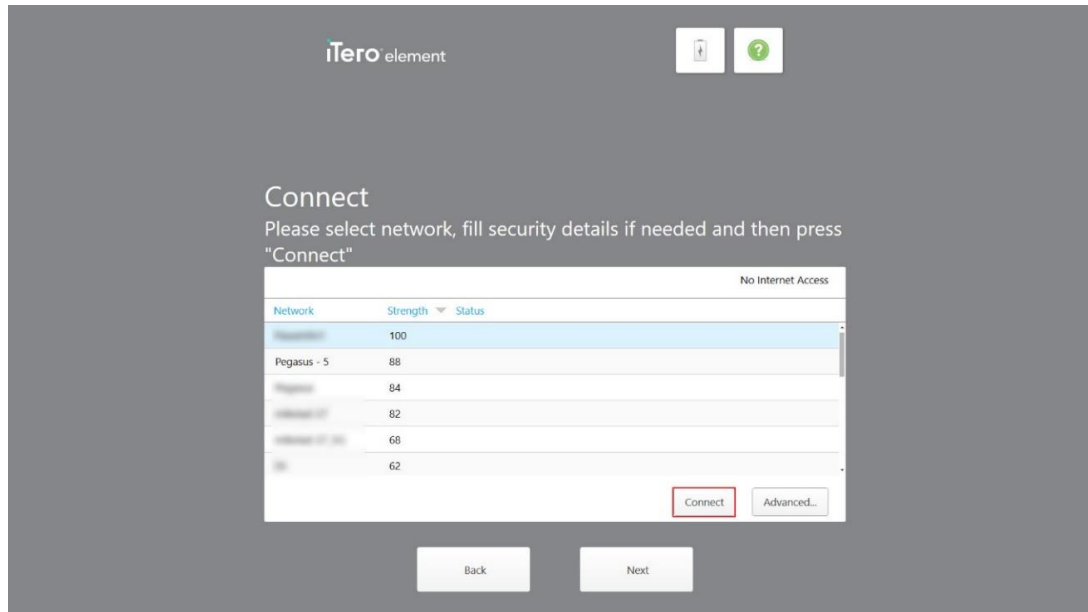 iTero element
Connect
Please select network, fill security details if needed and then press
"Connect"
No Internet Access
Network Strength Status
100
Pegasus - 5 88
84
82
68
62
Connect Advanced...
Back Next